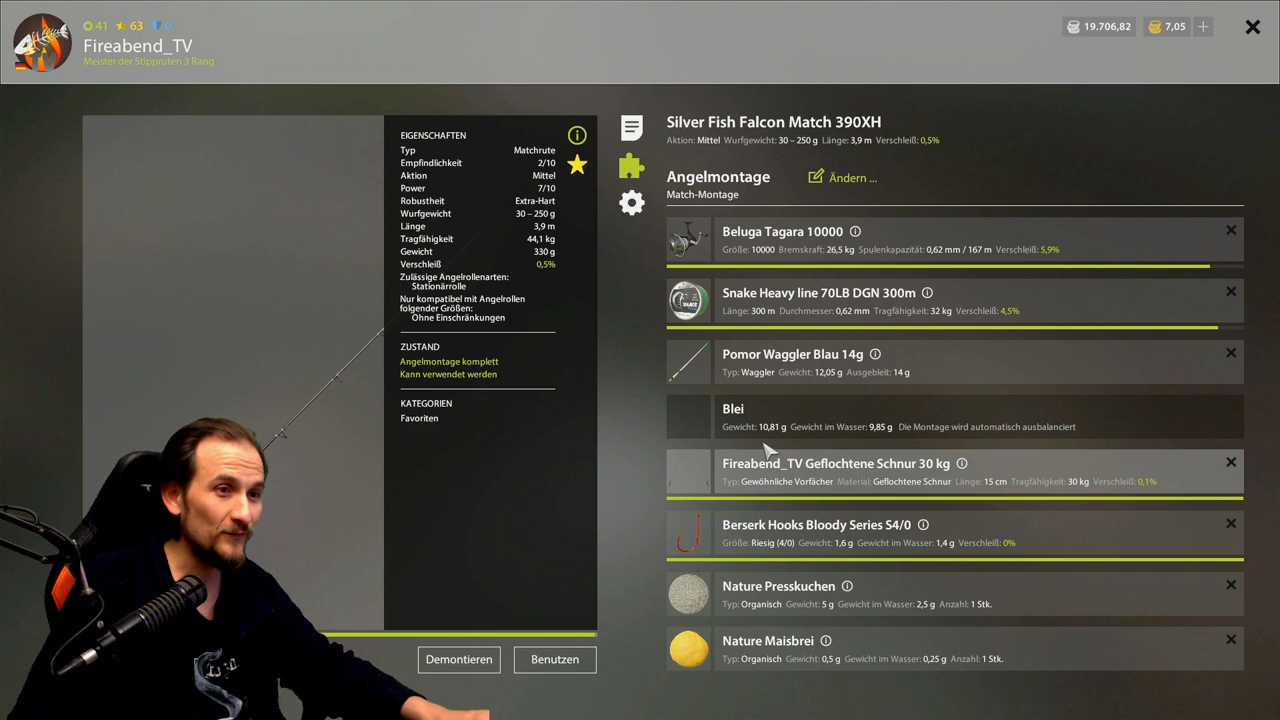 41 63
Fireabend_TV
Meister der Stippruten 3 Rang
19.706,82
7,05
EIGENSCHAFTEN
Typ Matchrute
Empfindlichkeit 2/10
Aktion Mittel
Power 7/10
Robustheit Extra-Hart
Wurfgewicht 30 – 250 g
Länge 3,9 m
Tragfähigkeit 44,1 kg
Gewicht 330 g
Verschleiß 0,5%
Zulässige Angelrollenarten:
Stationärrolle
Nur kompatibel mit Angelrollen
folgender Größen:
Ohne Einschränkungen
ZUSTAND
Angelmontage komplett
Kann verwendet werden
KATEGORIEN
Favoriten
Demontieren
Benutzen
Silver Fish Falcon Match 390XH
Aktion: Mittel Wurfgewicht: 30 – 250 g Länge: 3,9 m Verschleiß: 0,5%
Angelmontage
Ändern ...
Match-Montage
Beluga Tagara 10000
Größe: 10000 Bremskraft: 26,5 kg Spulenkapazität: 0,62 mm / 167 m Verschleiß: 5,9%
Snake Heavy line 70LB DGN 300m
Länge: 300 m Durchmesser: 0,62 mm Tragfähigkeit: 32 kg Verschleiß: 4,5%
Pomor Waggler Blau 14g
Typ: Waggler Gewicht: 12,05 g Ausgebleit: 14 g
Blei
Gewicht: 10,81 g Gewicht im Wasser: 9,85 g Die Montage wird automatisch ausbalanciert
Fireabend_TV Geflochtene Schnur 30 kg
Typ: Gewöhnliche Vorfächer Material: Geflochtene Schnur Länge: 15 cm Tragfähigkeit: 30 kg Verschleiß: 0,1%
Berserk Hooks Bloody Series S4/0
Größe: Riesig (4/0) Gewicht: 1,6 g Gewicht im Wasser: 1,4 g Verschleiß: 0%
Nature Presskuchen
Typ: Organisch Gewicht: 5 g Gewicht im Wasser: 2,5 g Anzahl: 1 Stk.
Nature Maisbrei
Typ: Organisch Gewicht: 0,5 g Gewicht im Wasser: 0,25 g Anzahl: 1 Stk.